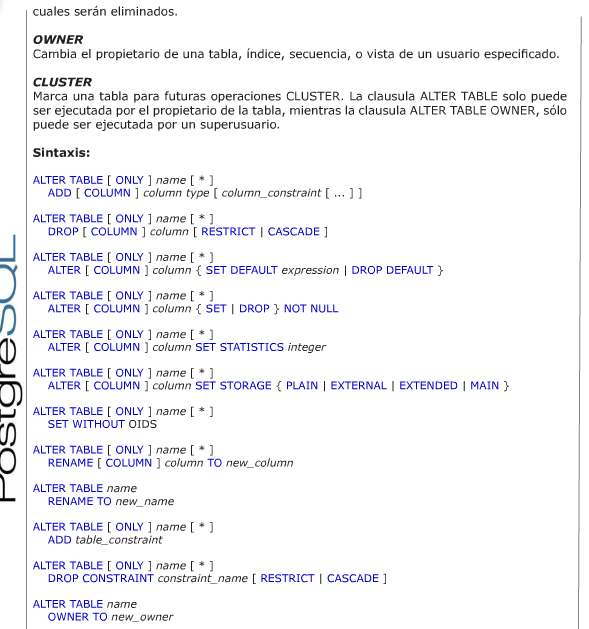 cuales serán eliminados.
OWNER
Cambia el propietario de una tabla, índice, secuencia, o vista de un usuario especificado.
CLUSTER
Marca una tabla para futuras operaciones CLUSTER. La clausula ALTER TABLE solo puede
ser ejecutada por el propietario de la tabla, mientras la clausula ALTER TABLE OWNER, sólo
puede ser ejecutada por un superusuario.
Sintaxis:
ALTER TABLE [ ONLY ] name [ * ]
ADD [ COLUMN ] column type [ column_constraint [ ... ] ]
ALTER TABLE [ ONLY ] name [ * ]
DROP [ COLUMN ] column [ RESTRICT | CASCADE ]
ALTER TABLE [ ONLY ] name [ * ]
ALTER [ COLUMN ] column { SET DEFAULT expression | DROP DEFAULT }
ALTER TABLE [ ONLY ] name [ * ]
ALTER [ COLUMN ] column { SET | DROP } NOT NULL
ALTER TABLE [ ONLY ] name [ * ]
ALTER [ COLUMN ] column SET STATISTICS integer
ALTER TABLE [ ONLY ] name [ * ]
ALTER [ COLUMN ] column SET STORAGE { PLAIN | EXTERNAL | EXTENDED | MAIN }
ALTER TABLE [ ONLY ] name [ * ]
SET WITHOUT OIDS
ALTER TABLE [ ONLY ] name [ * ]
RENAME [ COLUMN ] column TO new_column
ALTER TABLE name
RENAME TO new_name
ALTER TABLE [ ONLY ] name [ * ]
ADD table_constraint
ALTER TABLE [ ONLY ] name [ * ]
DROP CONSTRAINT constraint_name [ RESTRICT | CASCADE ]
ALTER TABLE name
OWNER TO new_owner
PostgreSQL